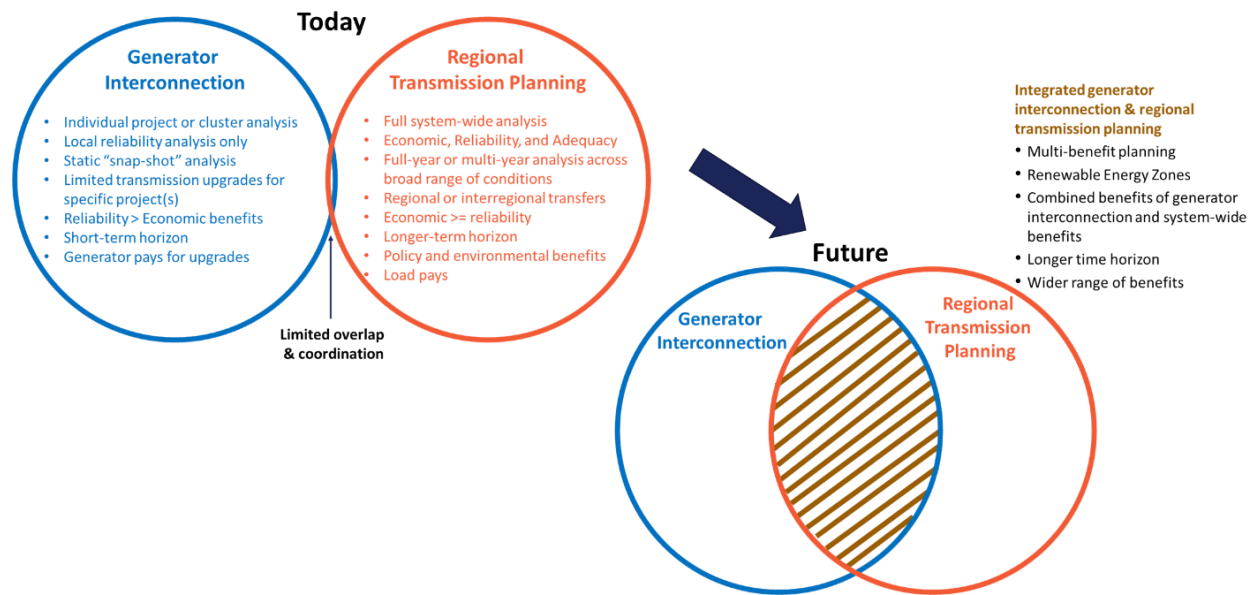 Today
Generator
Interconnection
• Individual project or cluster analysis
• Local reliability analysis only
• Static “snap-shot” analysis
• Limited transmission upgrades for
specific project(s)
• Reliability > Economic benefits
• Short-term horizon
• Generator pays for upgrades
Regional
Transmission Planning
• Full system-wide analysis
• Economic, Reliability, and Adequacy
• Full-year or multi-year analysis across
broad range of conditions
• Regional or interregional transfers
• Economic >= reliability
• Longer-term horizon
• Policy and environmental benefits
• Load pays
Limited overlap
& coordination
Future
Generator
Interconnection
Regional
Transmission
Planning
Integrated generator
interconnection & regional
transmission planning
• Multi-benefit planning
• Renewable Energy Zones
• Combined benefits of generator
interconnection and system-wide
benefits
• Longer time horizon
• Wider range of benefits